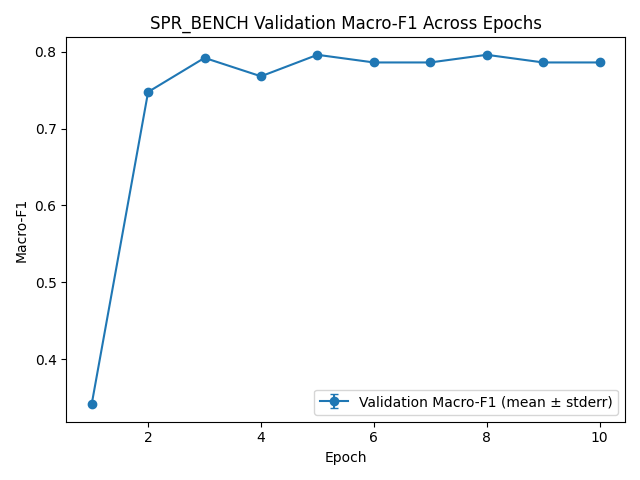 SPR_BENCH Validation Macro-F1 Across Epochs
0.8
0.7
0.6
0.5
0.4
Macro-F1
Validation Macro-F1 (mean ± stderr)
2
4
6
8
10
Epoch